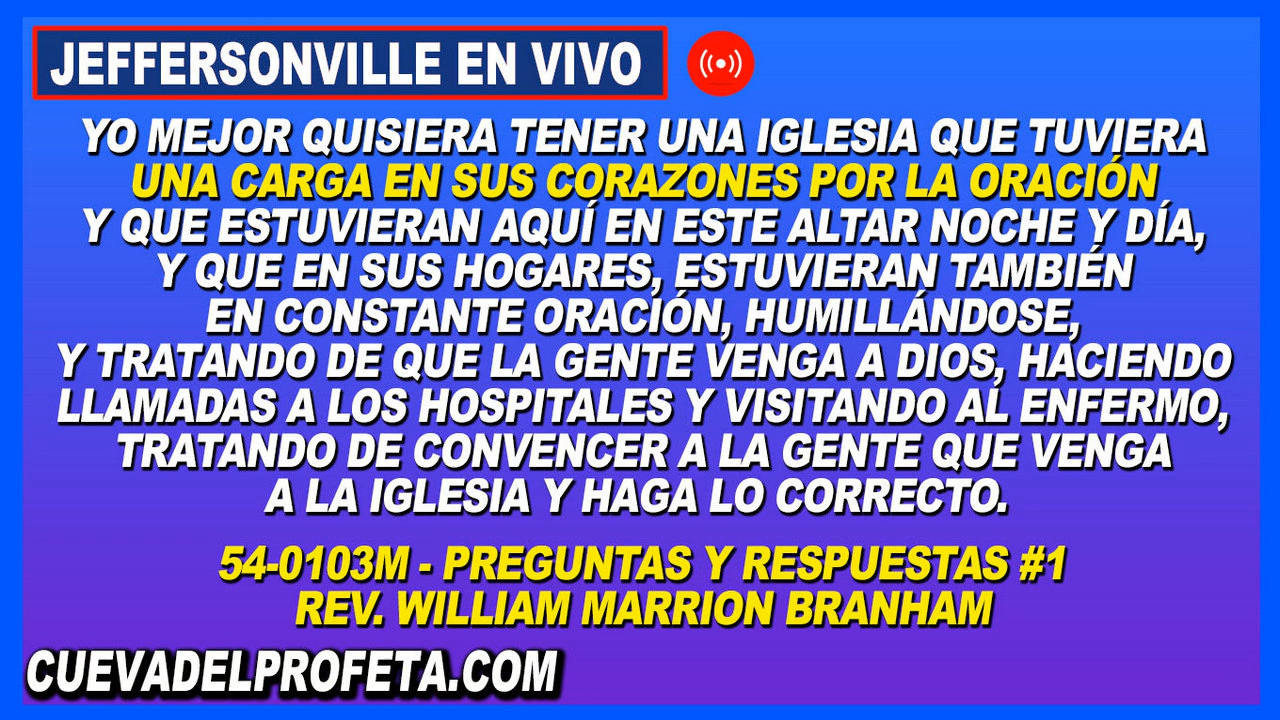 JEFFERSONVILLE EN VIVO
YO MEJOR QUISIERA TENER UNA IGLESIA QUE TUVIERA
UNA CARGA EN SUS CORAZONES POR LA ORACIÓN
Y QUE ESTUVIERAN AQUÍ EN ESTE ALTAR NOCHE Y DÍA,
Y QUE EN SUS HOGARES, ESTUVIERAN TAMBIÉN
EN CONSTANTE ORACIÓN, HUMILLÁNDOSE,
Y TRATANDO DE QUE LA GENTE VENGA A DIOS, HACIENDO
LLAMADAS A LOS HOSPITALES Y VISITANDO AL ENFERMO,
TRATANDO DE CONVENCER A LA GENTE QUE VENGA
A LA IGLESIA Y HAGA LO CORRECTO.
54-0103M - PREGUNTAS Y RESPUESTAS #1
REV. WILLIAM MARRION BRANHAM
CUEVADELPROFETA.COM